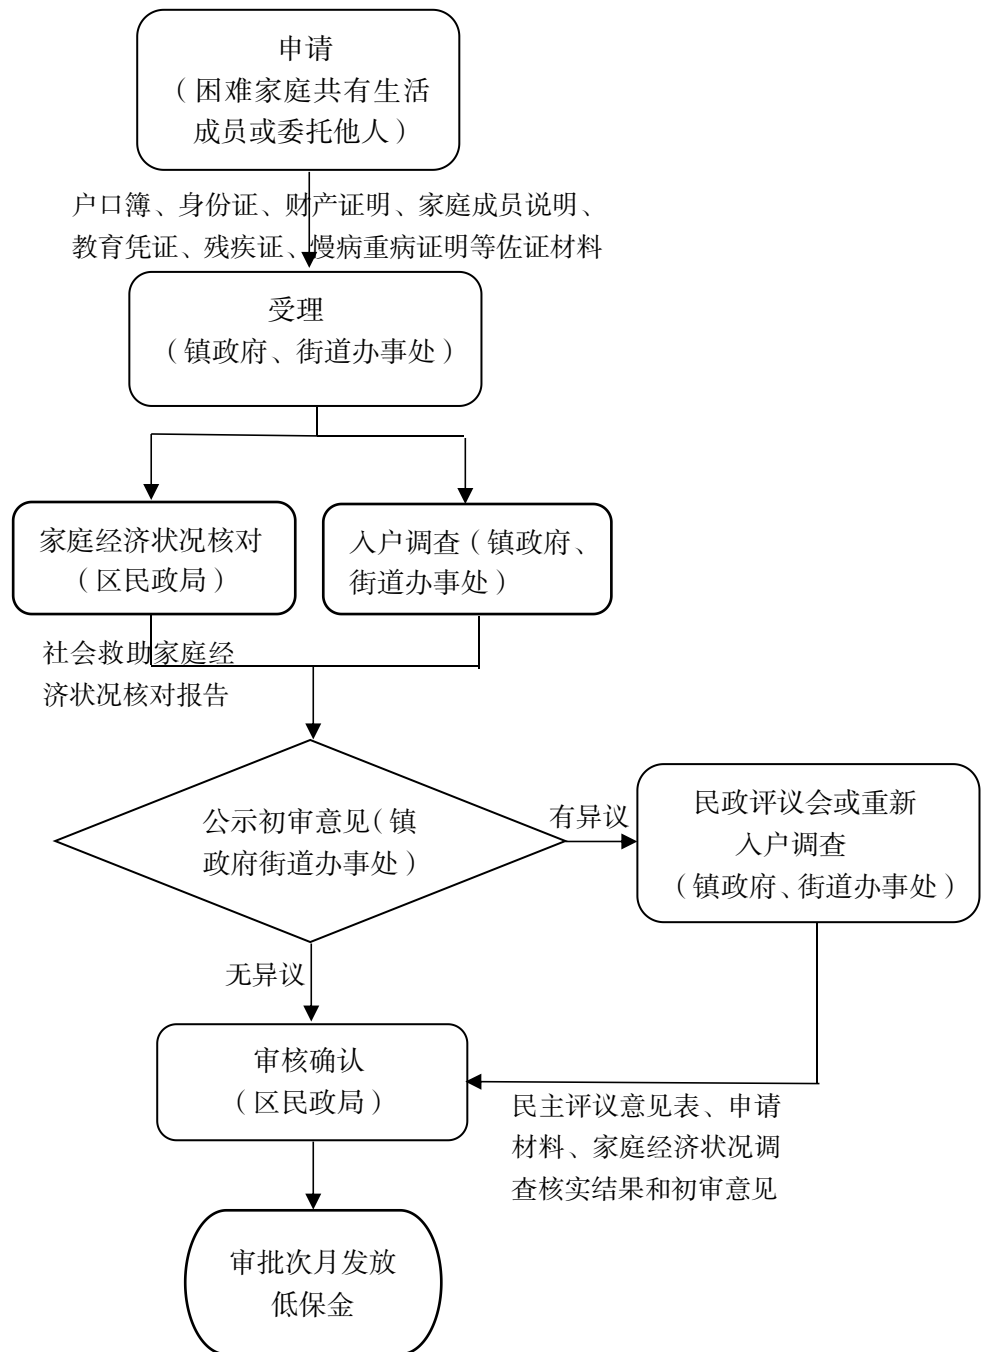 申请
（困难家庭共有生活
成员或委托他人）
户口簿、身份证、财产证明、家庭成员说明、
教育凭证、残疾证、慢病重病证明等佐证材料
受理
（镇政府、街道办事处）
家庭经济状况核对
（区民政局）
入户调查（镇政府、
街道办事处）
社会救助家庭经
济状况核对报告
公示初审意见（镇
政府街道办事处）
有异议
民政评议会或重新
入户调查
（镇政府、街道办事处）
无异议
审核确认
（区民政局）
民主评议意见表、申请
材料、家庭经济状况调
查核实结果和初审意见
审批次月发放
低保金